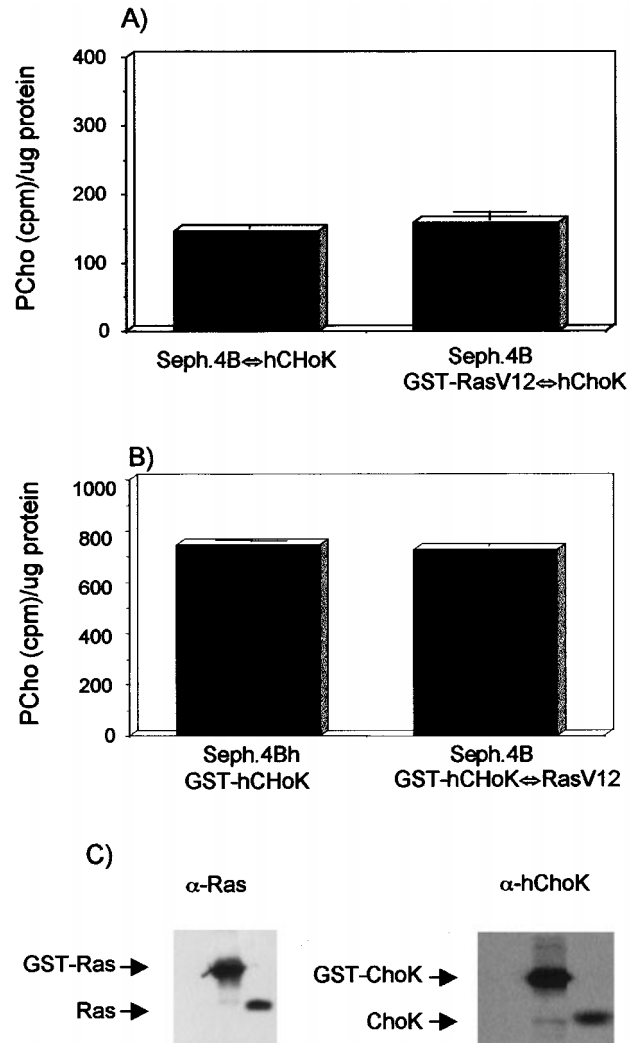 A)
PCho (cpm)/ug protein
400
300
200
100
0
Seph.4B⇔hCHoK
Seph.4B
GST-RasV12⇔hChoK
B)
PCho (cpm)/ug protein
1000
800
600
400
200
0
Seph.4Bh
GST-hCHoK
Seph.4B
GST-hCHoK⇔RasV12
C)
α-Ras
α-hChoK
GST-Ras
Ras
GST-ChoK
ChoK